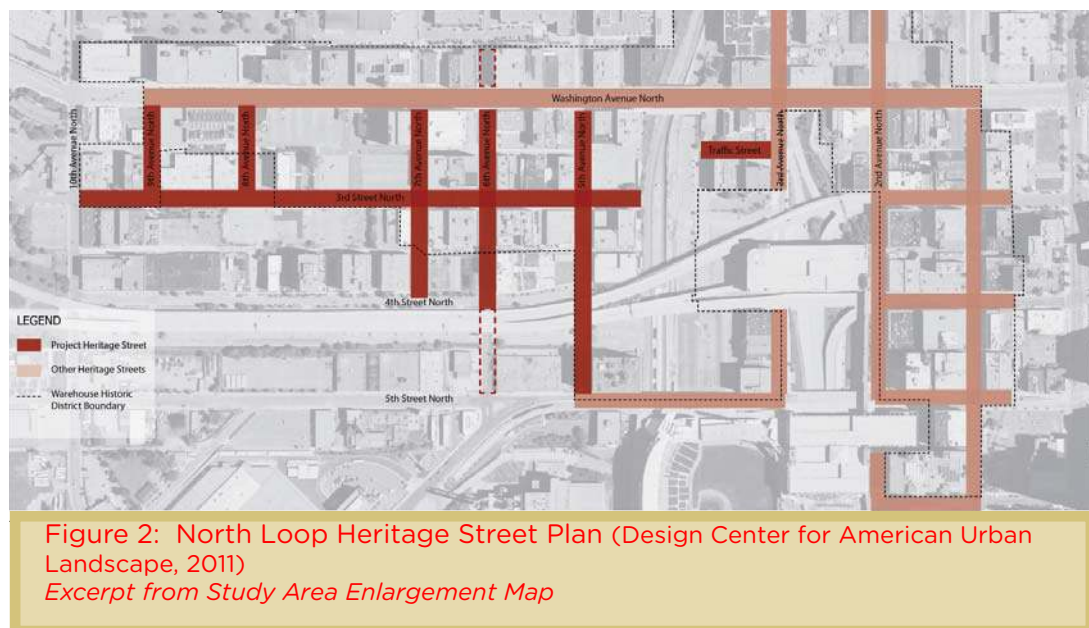 Washington Avenue North
10th Avenue North
9th Avenue North
8th Avenue North
7th Avenue North
6th Avenue North
5th Avenue North
Traffic Street
3rd Avenue North
2nd Avenue North
3rd Street North
4th Street North
LEGEND
Project Heritage Street
Other Heritage Streets
Warehouse Historic
District Boundary
5th Street North
Figure 2: North Loop Heritage Street Plan (Design Center for American Urban
Landscape, 2011)
Excerpt from Study Area Enlargement Map